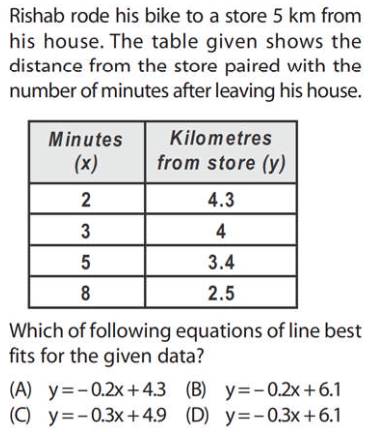 Rishab rode his bike to a store 5 km from
his house. The table given shows the
distance from the store paired with the
number of minutes after leaving his house.
Minutes (x) Kilometres from store (y)
2 4.3
3 4
5 3.4
8 2.5
Which of following equations of line best
fits for the given data?
(A) y=-0.2x+4.3 (B) y=-0.2x+6.1
(C) y=-0.3x+4.9 (D) y=-0.3x+6.1